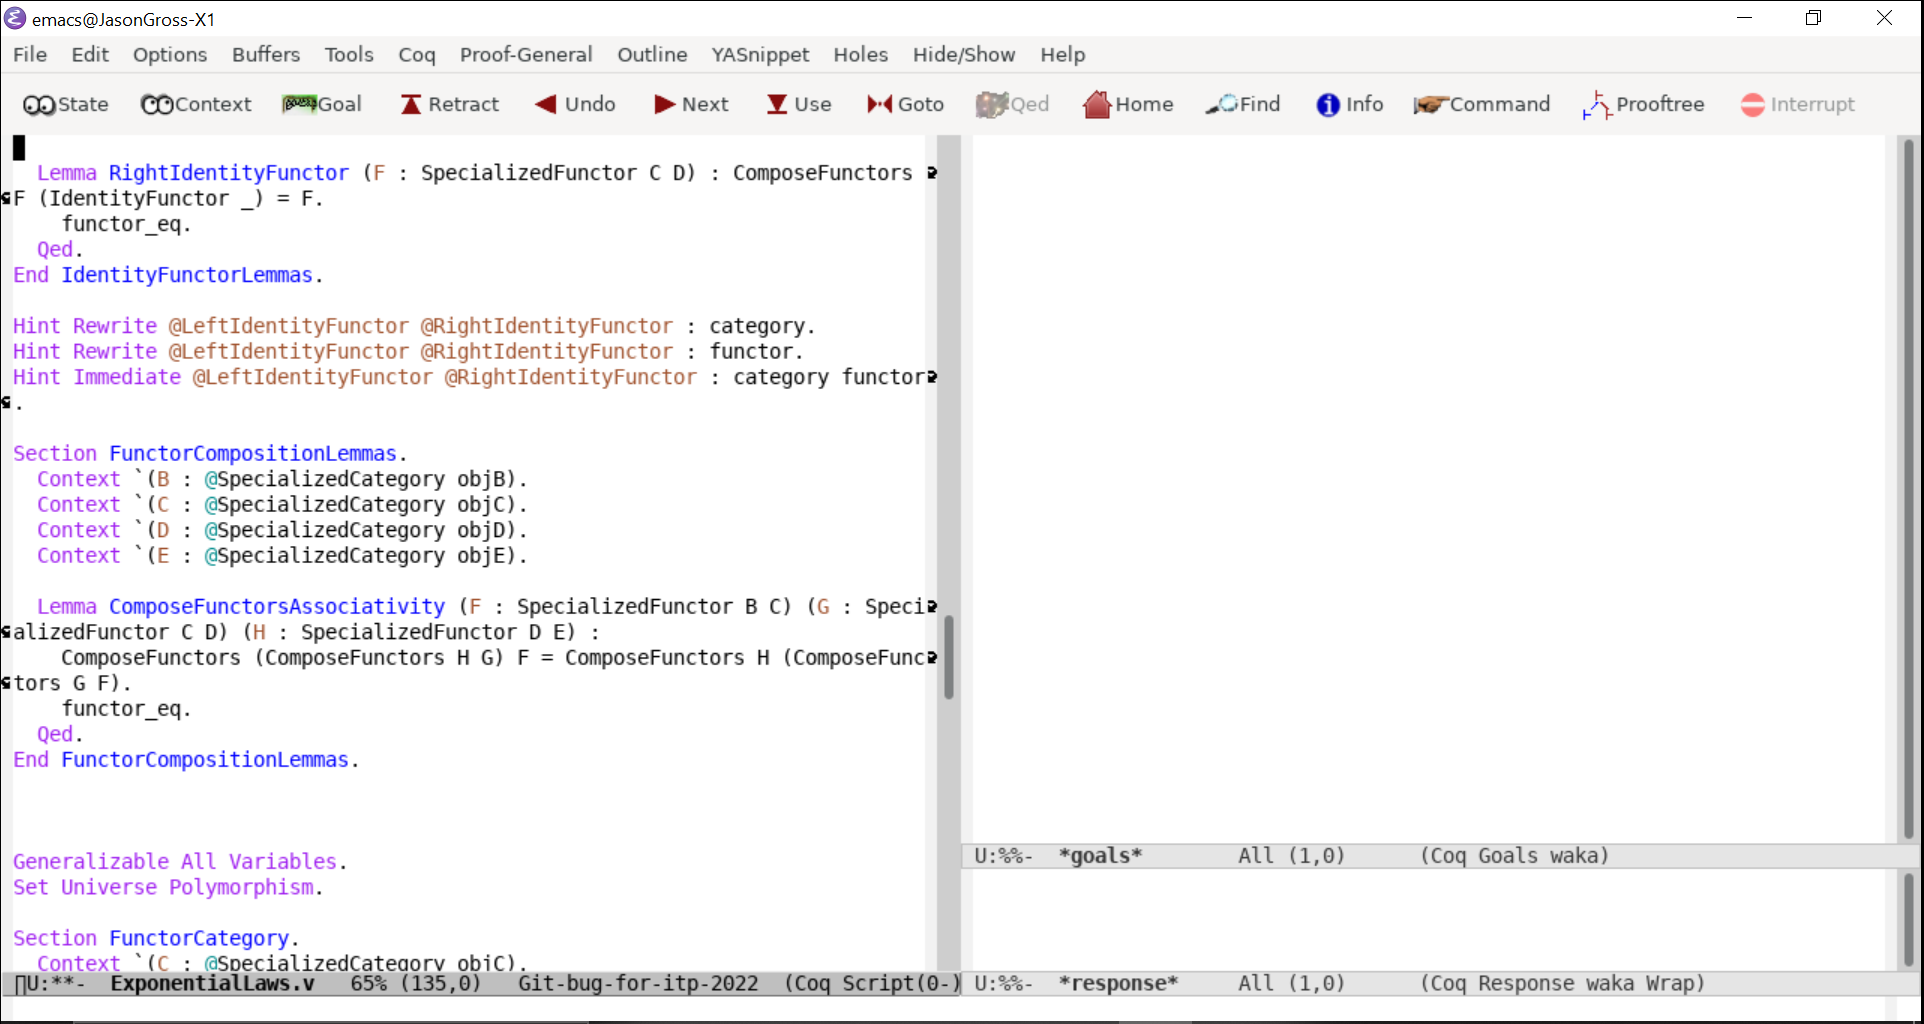 emacs@JasonGross-X1
File Edit Options Buffers Tools Coq Proof-General Outline YASnippet Holes Hide/Show Help
State Context Goal Retract Undo Next Use Goto Qed Home Find Info Command Prooftree Interrupt
Lemma RightIdentityFunctor (F : SpecializedFunctor C D) : ComposeFunctors
F (IdentityFunctor _) = F.
functor_eq.
Qed.
End IdentityFunctorLemmas.
Hint Rewrite @LeftIdentityFunctor @RightIdentityFunctor : category.
Hint Rewrite @LeftIdentityFunctor @RightIdentityFunctor : functor.
Hint Immediate @LeftIdentityFunctor @RightIdentityFunctor : category functor
.
Section FunctorCompositionLemmas.
Context `(B : @SpecializedCategory objB).
Context `(C : @SpecializedCategory objC).
Context `(D : @SpecializedCategory objD).
Context `(E : @SpecializedCategory objE).
Lemma ComposeFunctorsAssociativity (F : SpecializedFunctor B C) (G : Speci
alizedFunctor C D) (H : SpecializedFunctor D E) :
ComposeFunctors (ComposeFunctors H G) F = ComposeFunctors H (ComposeFunc
tors G F).
functor_eq.
Qed.
End FunctorCompositionLemmas.
Generalizable All Variables.
Set Universe Polymorphism.
Section FunctorCategory.
Context `(C : @SpecializedCategory objC).
U:**- ExponentialLaws.v 65% (135,0) Git-bug-for-itp-2022 (Coq Script(0-)
U:%%- *goals* All (1,0) (Coq Goals waka)
U:%%- *response* All (1,0) (Coq Response waka Wrap)